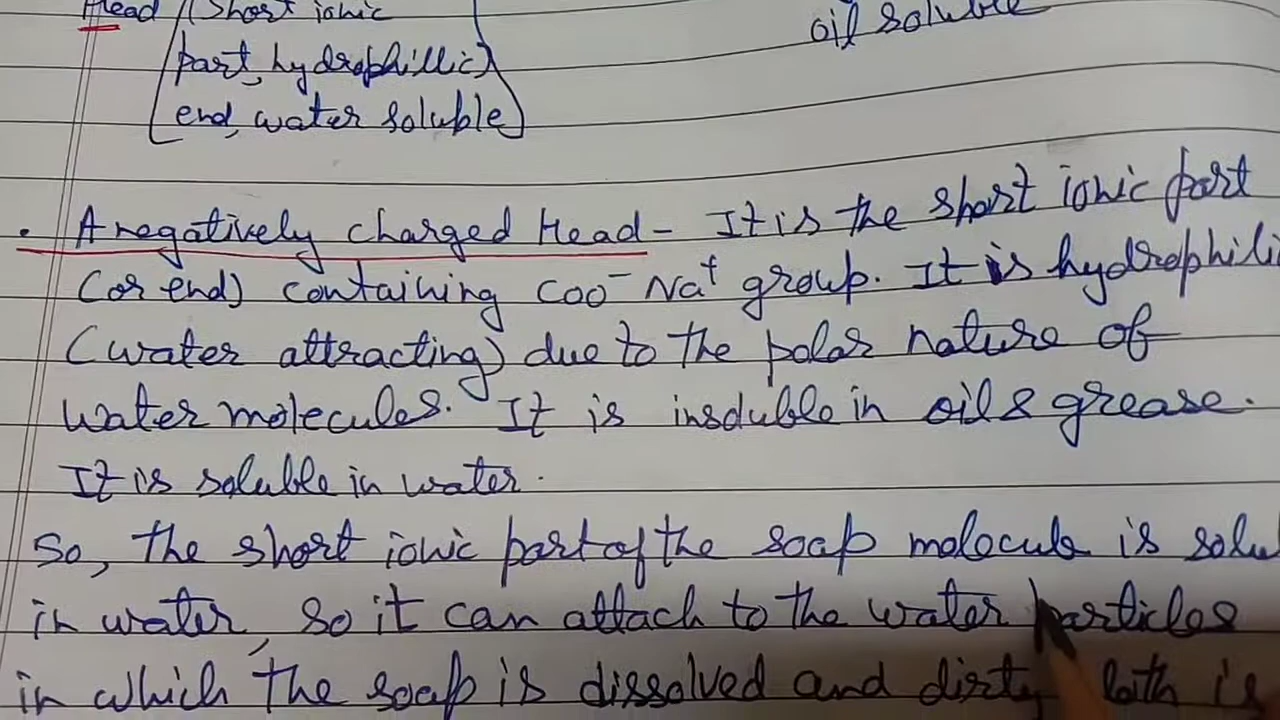 Head (Short ionic
oil soluble
part, hydrophillic)
end, water soluble)
. A negatively charged Head - It is the short ionic part
(or end) containing COO⁻ Na⁺ group. It is hydrophili
(water attracting) due to the polar nature of
water molecules. It is insoluble in oil & grease.
It is soluble in water.
So, the short ionic part of the soap molecule is solu
in water, so it can attach to the water particles
in which the soap is dissolved and dirty loth is